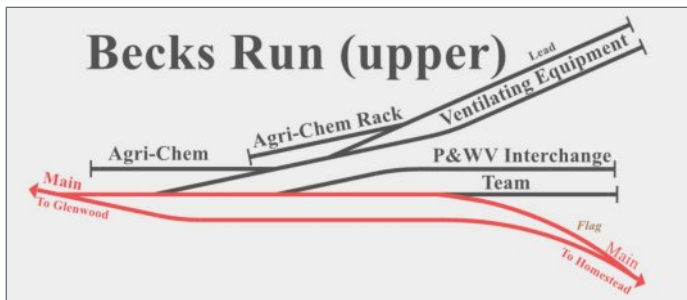 Becks Run (upper)
Lead
Ventilating Equipment
Agri-Chem Rack
Agri-Chem
P&WV Interchange
Main
Team
To Glenwood
Flag
Main
To Homestead